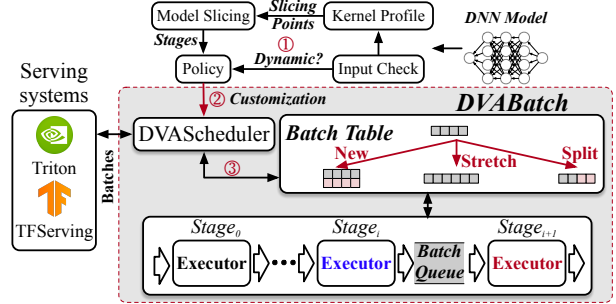 Model Slicing
Slicing
Points
Kernel Profile
DNN Model
Stages
①
Policy
Dynamic?
Input Check
Serving
systems
② Customization
DVABatch
DVAScheduler
Batch Table
New
Stretch
Split
③
Batches
Triton
TFServing
Stage0
Stagei
Stagei+1
Executor
Executor
Batch
Queue
Executor